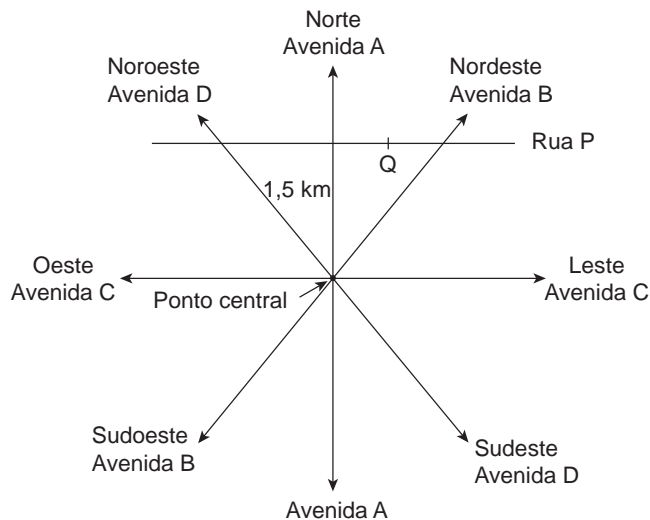 Norte
Avenida A
Noroeste
Avenida D
Nordeste
Avenida B
Rua P
Q
1,5 km
Oeste
Avenida C
Leste
Avenida C
Ponto central
Sudoeste
Avenida B
Sudeste
Avenida D
Avenida A